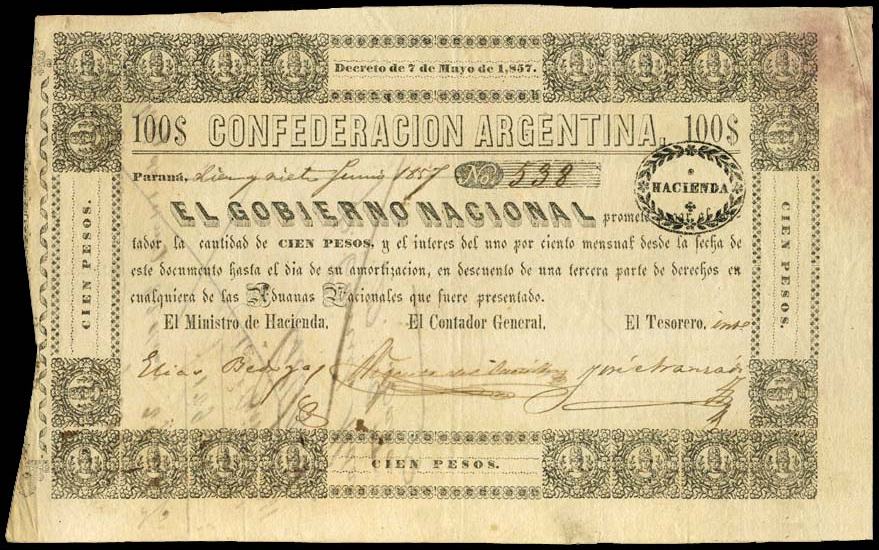 Decreto de 7 de Mayo de 1,857.
100$ CONFEDERACION ARGENTINA. 100$
Paraná, Diez y siete Junio 1857 No. 538
HACIENDA
EL GOBIERNO NACIONAL promete
tador la cantidad de CIEN PESOS, y el interes del uno por ciento mensual desde la fecha de
este documento hasta el dia de su amortizacion, en descuento de una tercera parte de derechos en
cualquiera de las Aduanas Nacionales que fuere presentado.
El Ministro de Hacienda, El Contador General, El Tesorero, into
Elias
CIEN PESOS.
CIEN PESOS.
CIEN PESOS.